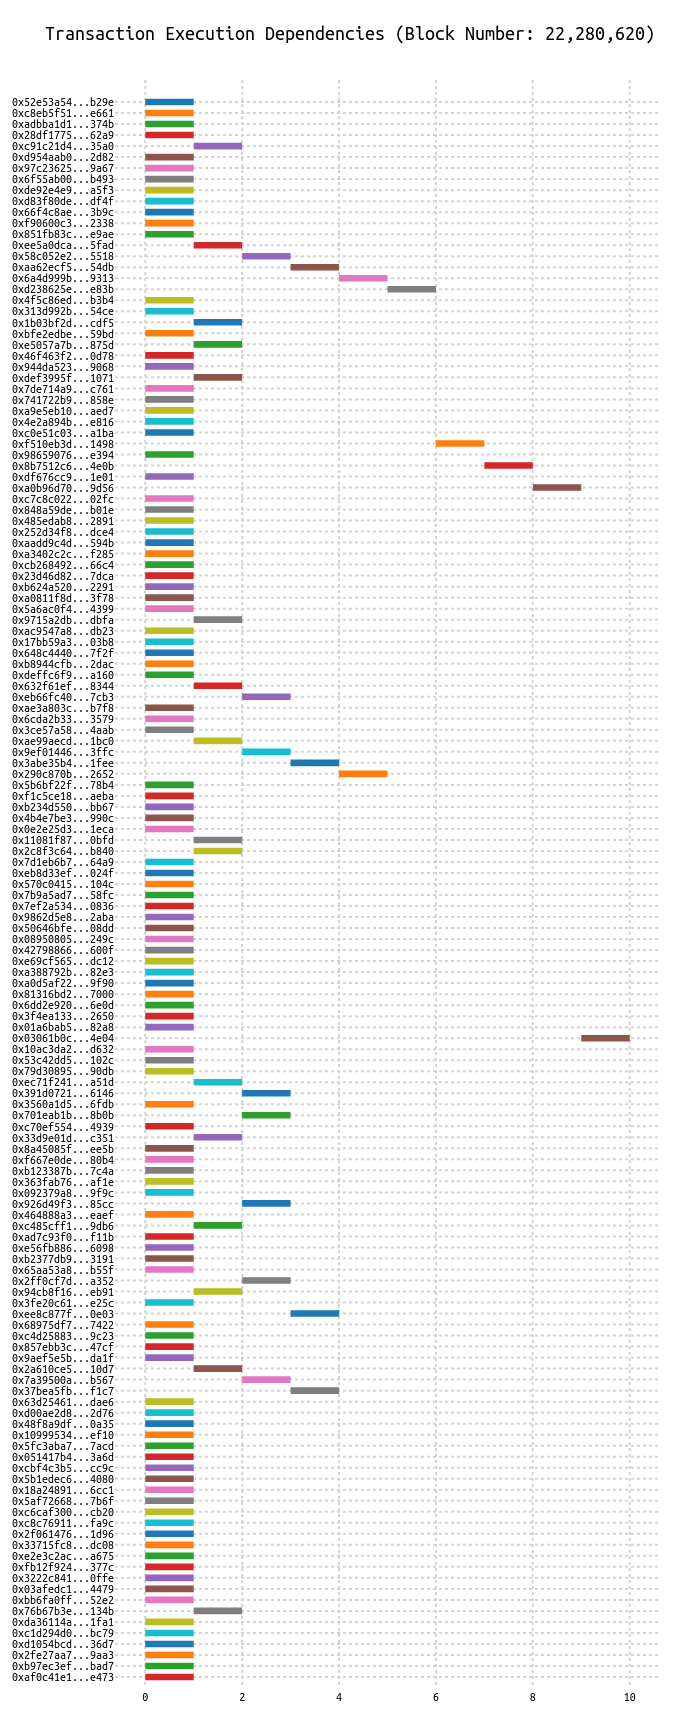 Transaction Execution Dependencies (Block Number: 22,280,620)
0x52e53a54...b29e
0xc8eb5f51...e661
0xadbba1d1...374b
0x28df1775...62a9
0xc91c21d4...35a0
0xd954aab0...2d82
0x97c23625...9a67
0x6f55ab00...b493
0xde92e4e9...a5f3
0xd83f80de...df4f
0x66f4c8ae...3b9c
0xf90600c3...2338
0x851fb83c...e9ae
0xee5a0dca...5fad
0x58c052e2...5518
0xaa62ecf5...54db
0x6a4d999b...9313
0xd238625e...e83b
0x4f5c86ed...b3b4
0x313d992b...54ce
0x1b03bf2d...cdf5
0xbfe2edbe...59bd
0xe5057a7b...875d
0x46f463f2...0d78
0x944da523...9068
0xdef3995f...1071
0x7de714a9...c761
0x741722b9...858e
0xa9e5eb10...aed7
0x4e2a894b...e816
0xc0e51c03...a1ba
0xf510eb3d...1498
0x98659076...e394
0x8b7512c6...4e0b
0xdf676cc9...1e01
0xa0b96d70...9d56
0xc7c8c022...02fc
0x848a59de...b01e
0x485edab8...2891
0x252d34f8...dce4
0xaadd9c4d...594b
0xa3402c2c...f285
0xcb268492...66c4
0x23d46d82...7dca
0xb624a520...2291
0xa0811f8d...3f78
0x5a6ac0f4...4399
0x9715a2db...dbfa
0xac9547a8...db23
0x17bb59a3...03b8
0x648c4440...7f2f
0xb8944cfb...2dac
0xdeffc6f9...a160
0x632f61ef...8344
0xeb66fc40...7cb3
0xae3a803c...b7f8
0x6cda2b33...3579
0x3ce57a58...4aab
0xae99aecd...1bc0
0x9ef01446...3ffc
0x3abe35b4...1fee
0x290c870b...2652
0x5b6bf22f...78b4
0xf1c5ce18...aeba
0xb234d550...bb67
0x4b4e7be3...990c
0x0e2e25d3...1eca
0x11081f87...0bfd
0x2c8f3c64...b840
0x7d1eb6b7...64a9
0xeb8d33ef...024f
0x570c0415...104c
0x7b9a5ad7...58fc
0x7ef2a534...0836
0x9862d5e8...2aba
0x50646bfe...08dd
0x08950805...249c
0x42798866...600f
0xe69cf565...dc12
0xa388792b...82e3
0xa0d5af22...9f90
0x81316bd2...7000
0x6dd2e920...6e0d
0x3f4ea133...2650
0x01a6bab5...82a8
0x03061b0c...4e04
0x10ac3da2...d632
0x53c42dd5...102c
0x79d30895...90db
0xec71f241...a51d
0x391d0721...6146
0x3560a1d5...6fdb
0x701eab1b...8b0b
0xc70ef554...4939
0x33d9e01d...c351
0x8a45085f...ee5b
0xf667e0de...80b4
0xb123387b...7c4a
0x363fab76...af1e
0x092379a8...9f9c
0x926d49f3...85cc
0x464888a3...eaef
0xc485cff1...9db6
0xad7c93f0...f11b
0xe56fb886...6098
0xb2377db9...3191
0x65aa53a8...b55f
0x2ff0cf7d...a352
0x94cb8f16...eb91
0x3fe20c61...e25c
0xee8c877f...0e03
0x68975df7...7422
0xc4d25883...9c23
0x857ebb3c...47cf
0x9aef5e5b...da1f
0x2a610ce5...10d7
0x7a39500a...b567
0x37bea5fb...f1c7
0x63d25461...dae6
0xd00ae2d8...2d76
0x48f8a9df...0a35
0x10999534...ef10
0x5fc3aba7...7acd
0x051417b4...3a6d
0xcbf4c3b5...cc9c
0x5b1edec6...4080
0x18a24891...6cc1
0x5af72668...7b6f
0xc6caf300...cb20
0xc8c76911...fa9c
0x2f061476...1d96
0x33715fc8...dc08
0xe2e3c2ac...a675
0xfb12f924...377c
0x3222c841...0ffe
0x03afedc1...4479
0xbb6fa0ff...52e2
0x76b67b3e...134b
0xda36114a...1fa1
0xc1d294d0...bc79
0xd1054bcd...36d7
0x2fe27aa7...9aa3
0xb97ec3ef...bad7
0xaf0c41e1...e473
0 2 4 6 8 10